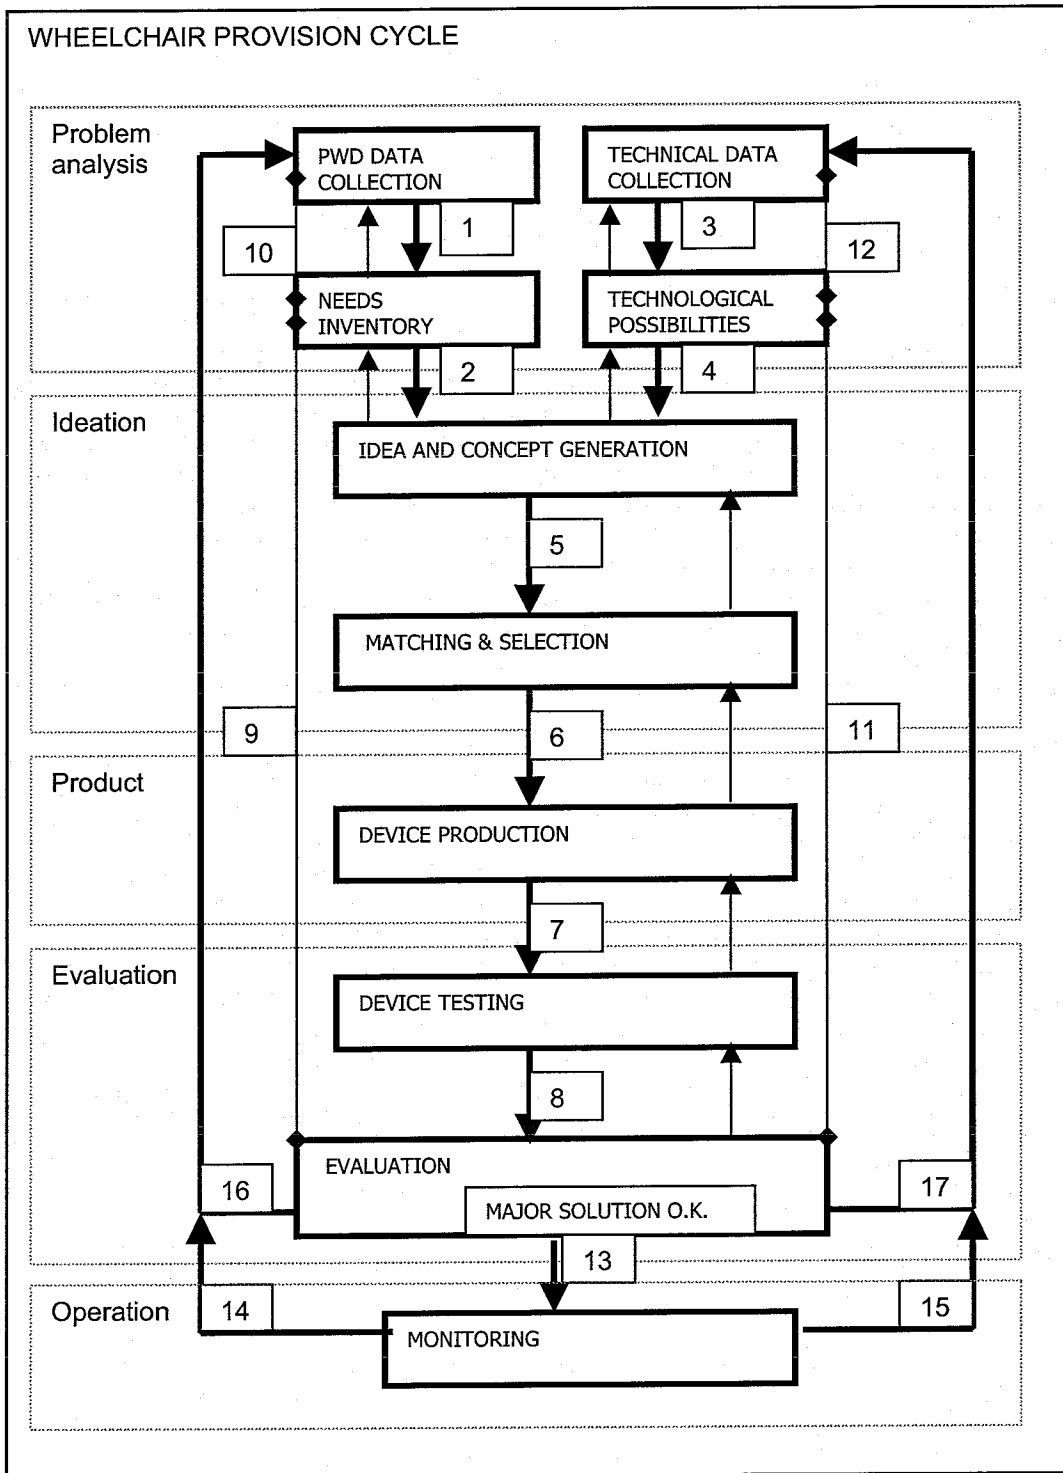 WHEELCHAIR PROVISION CYCLE
Problem
analysis
PWD DATA
COLLECTION
TECHNICAL DATA
COLLECTION
1
3
10
12
NEEDS
INVENTORY
TECHNOLOGICAL
POSSIBILITIES
2
4
Ideation
IDEA AND CONCEPT GENERATION
5
MATCHING & SELECTION
9
6
11
Product
DEVICE PRODUCTION
7
Evaluation
DEVICE TESTING
8
EVALUATION
16
17
MAJOR SOLUTION O.K.
13
Operation
14
15
MONITORING